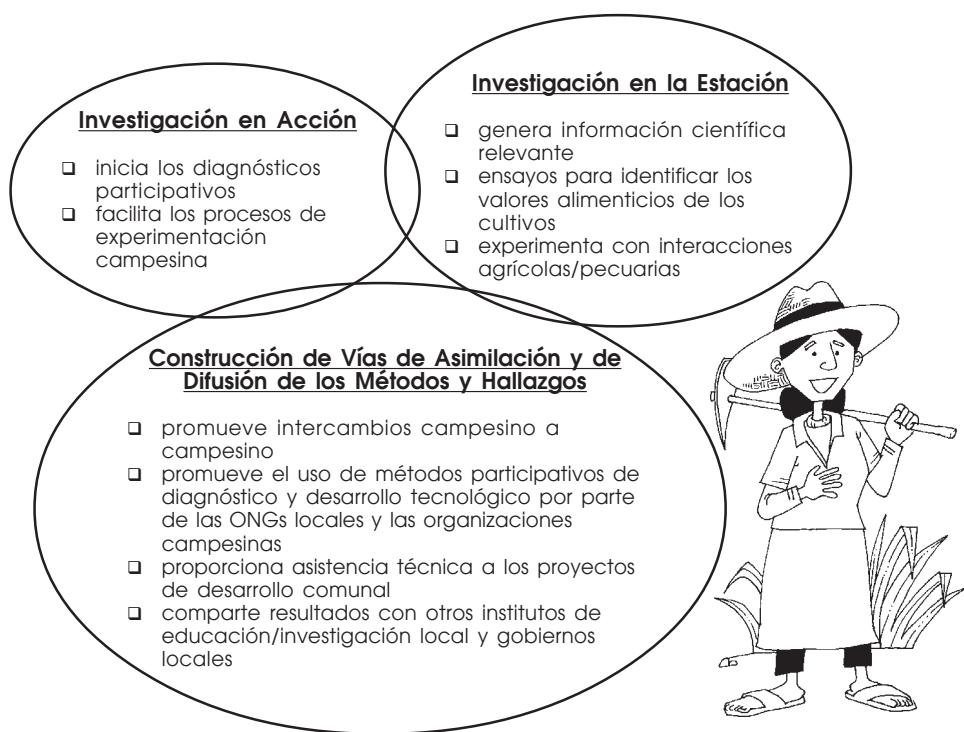 Investigación en Acción
❑ inicia los diagnósticos
participativos
❑ facilita los procesos de
experimentación
campesina
Investigación en la Estación
❑ genera información científica
relevante
❑ ensayos para identificar los
valores alimenticios de los
cultivos
❑ experimenta con interacciones
agrícolas/pecuarias
Construcción de Vías de Asimilación y de
Difusión de los Métodos y Hallazgos
❑ promueve intercambios campesino a
campesino
❑ promueve el uso de métodos participativos de
diagnóstico y desarrollo tecnológico por parte
de las ONGs locales y las organizaciones
campesinas
❑ proporciona asistencia técnica a los proyectos
de desarrollo comunal
❑ comparte resultados con otros institutos de
educación/investigación local y gobiernos
locales